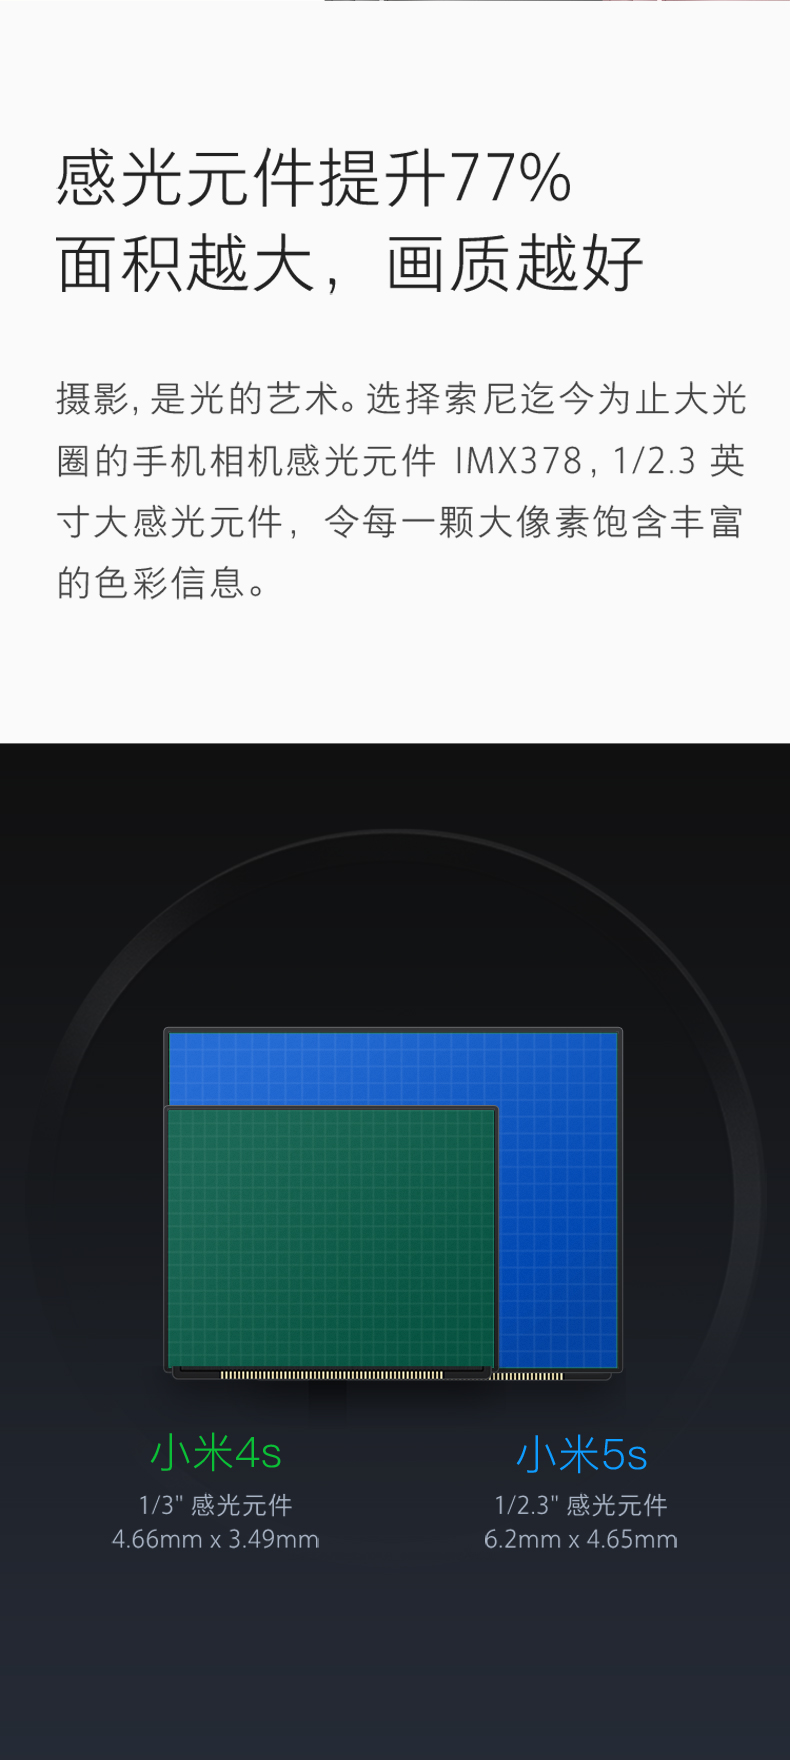 感光元件提升77%
面积越大，画质越好
摄影，是光的艺术。选择索尼迄今为止大光
圈的手机相机感光元件 IMX378，1/2.3 英
寸大感光元件，令每一颗大像素饱含丰富
的色彩信息。
小米4s
1/3" 感光元件
4.66mm x 3.49mm
小米5s
1/2.3" 感光元件
6.2mm x 4.65mm